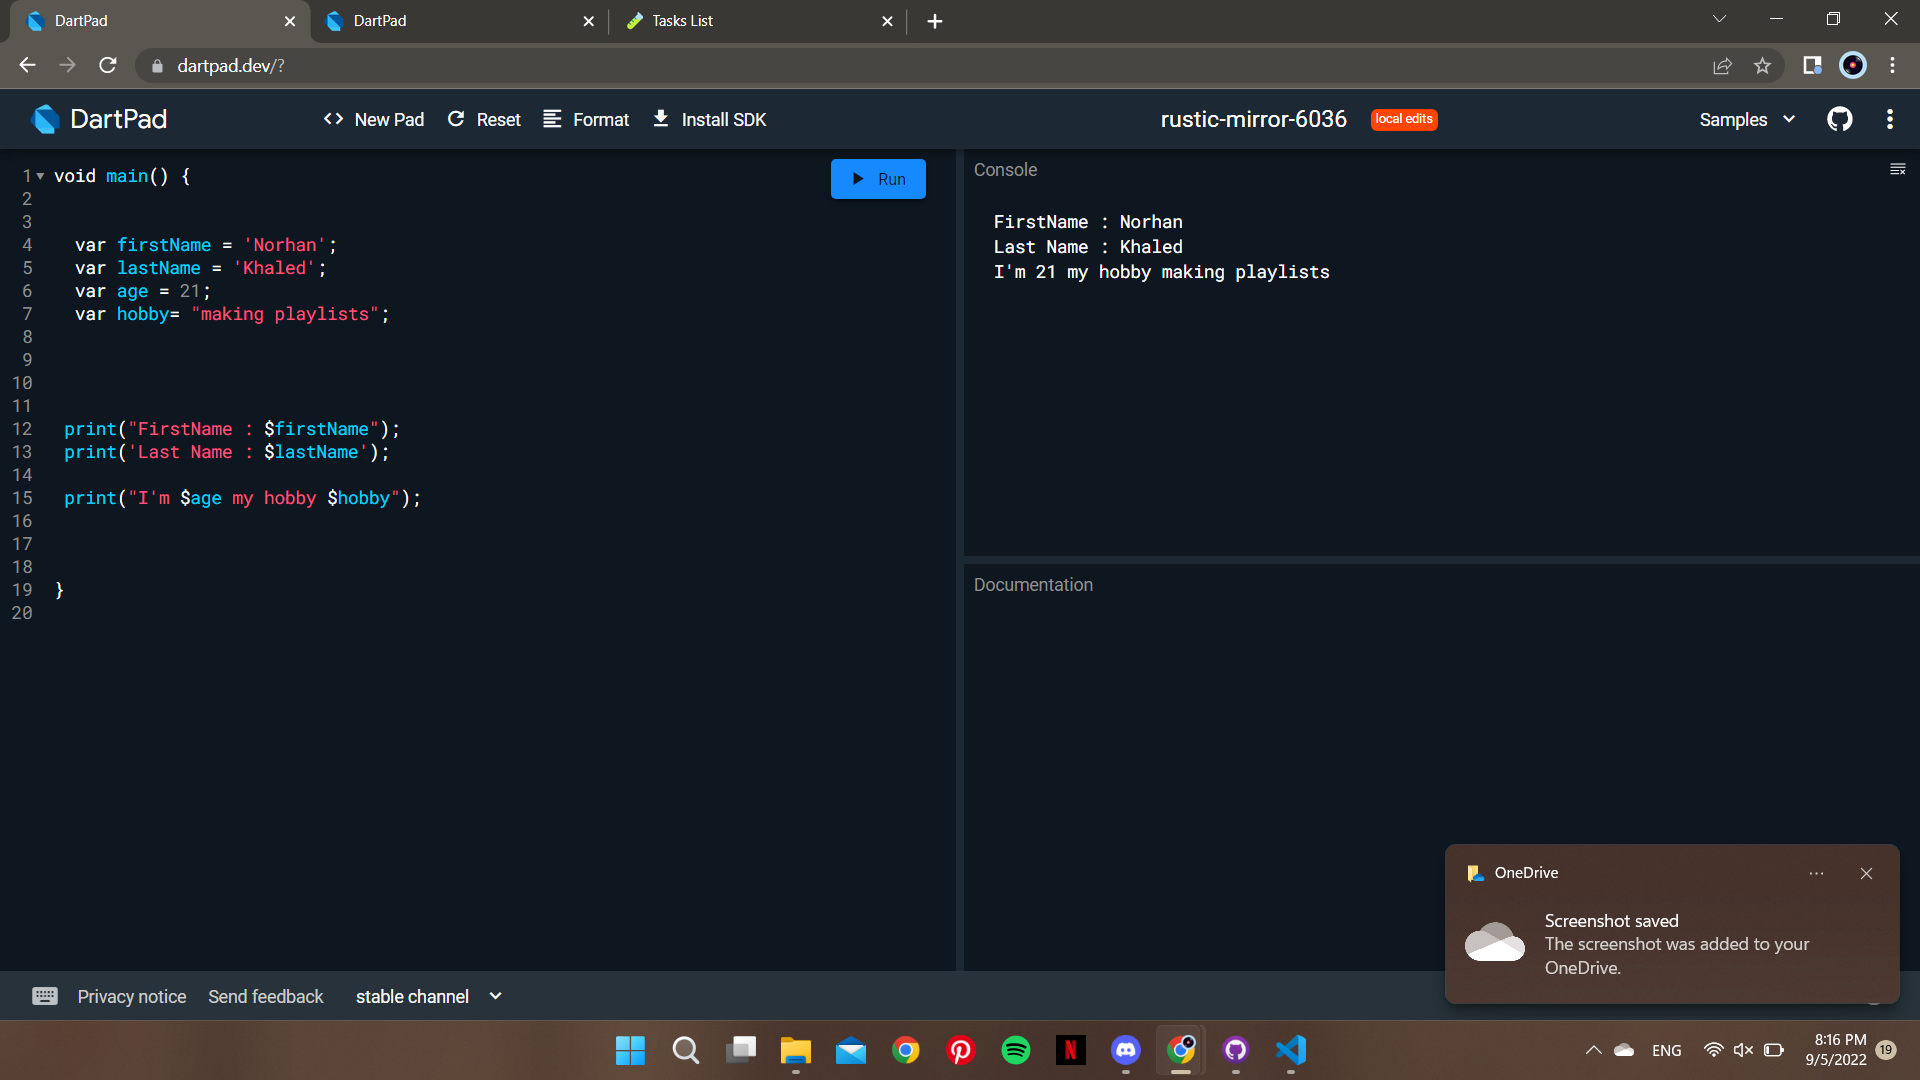 DartPad
DartPad
Tasks List
dartpad.dev/?
DartPad
New Pad
Reset
Format
Install SDK
rustic-mirror-6036
local edits
Samples
1 void main() {
2
3
4 var firstName = 'Norhan';
5 var lastName = 'Khaled';
6 var age = 21;
7 var hobby= "making playlists";
8
9
10
11
12 print("FirstName : $firstName");
13 print('Last Name : $lastName');
14
15 print("I'm $age my hobby $hobby");
16
17
18
19 }
20
Run
Console
FirstName : Norhan
Last Name : Khaled
I'm 21 my hobby making playlists
Documentation
OneDrive
Screenshot saved
The screenshot was added to your
OneDrive.
Privacy notice
Send feedback
stable channel
N
ENG
8:16 PM
9/5/2022
19